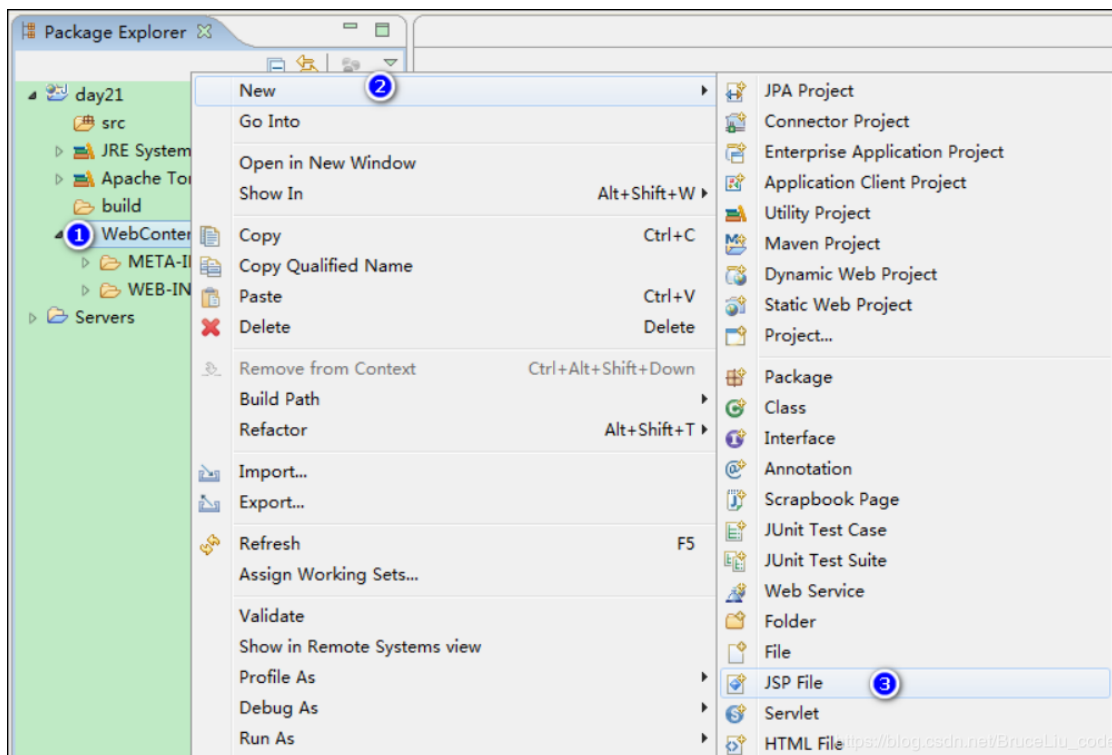 Package Explorer
day21
src
JRE System
Apache To
build
WebConte
META-I
WEB-IN
Servers
1
New
2
Go Into
Open in New Window
Show In Alt+Shift+W
Copy Ctrl+C
Copy Qualified Name
Paste Ctrl+V
Delete Delete
Remove from Context Ctrl+Alt+Shift+Down
Build Path
Refactor Alt+Shift+T
Import...
Export...
Refresh F5
Assign Working Sets...
Validate
Show in Remote Systems view
Profile As
Debug As
Run As
JPA Project
Connector Project
Enterprise Application Project
Application Client Project
Utility Project
Maven Project
Dynamic Web Project
Static Web Project
Project...
Package
Class
Interface
Annotation
Scrapbook Page
JUnit Test Case
JUnit Test Suite
Web Service
Folder
File
JSP File
3
Servlet
HTML File
https://blog.csdn.net/BruceLiu_code